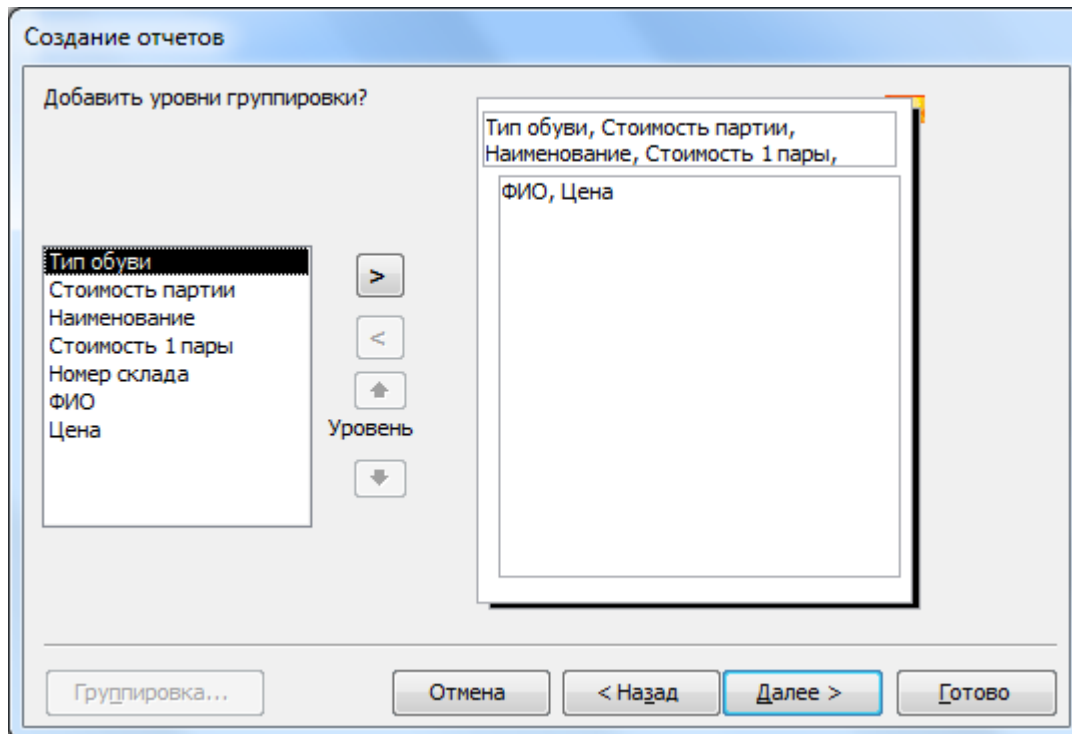 Создание отчетов
Добавить уровни группировки?
Тип обуви, Стоимость партии,
Наименование, Стоимость 1 пары,
ФИО, Цена
Тип обуви
Стоимость партии
Наименование
Стоимость 1 пары
Номер склада
ФИО
Цена
>
<
Уровень
Группировка...
Отмена
< Назад
Далее >
Готово